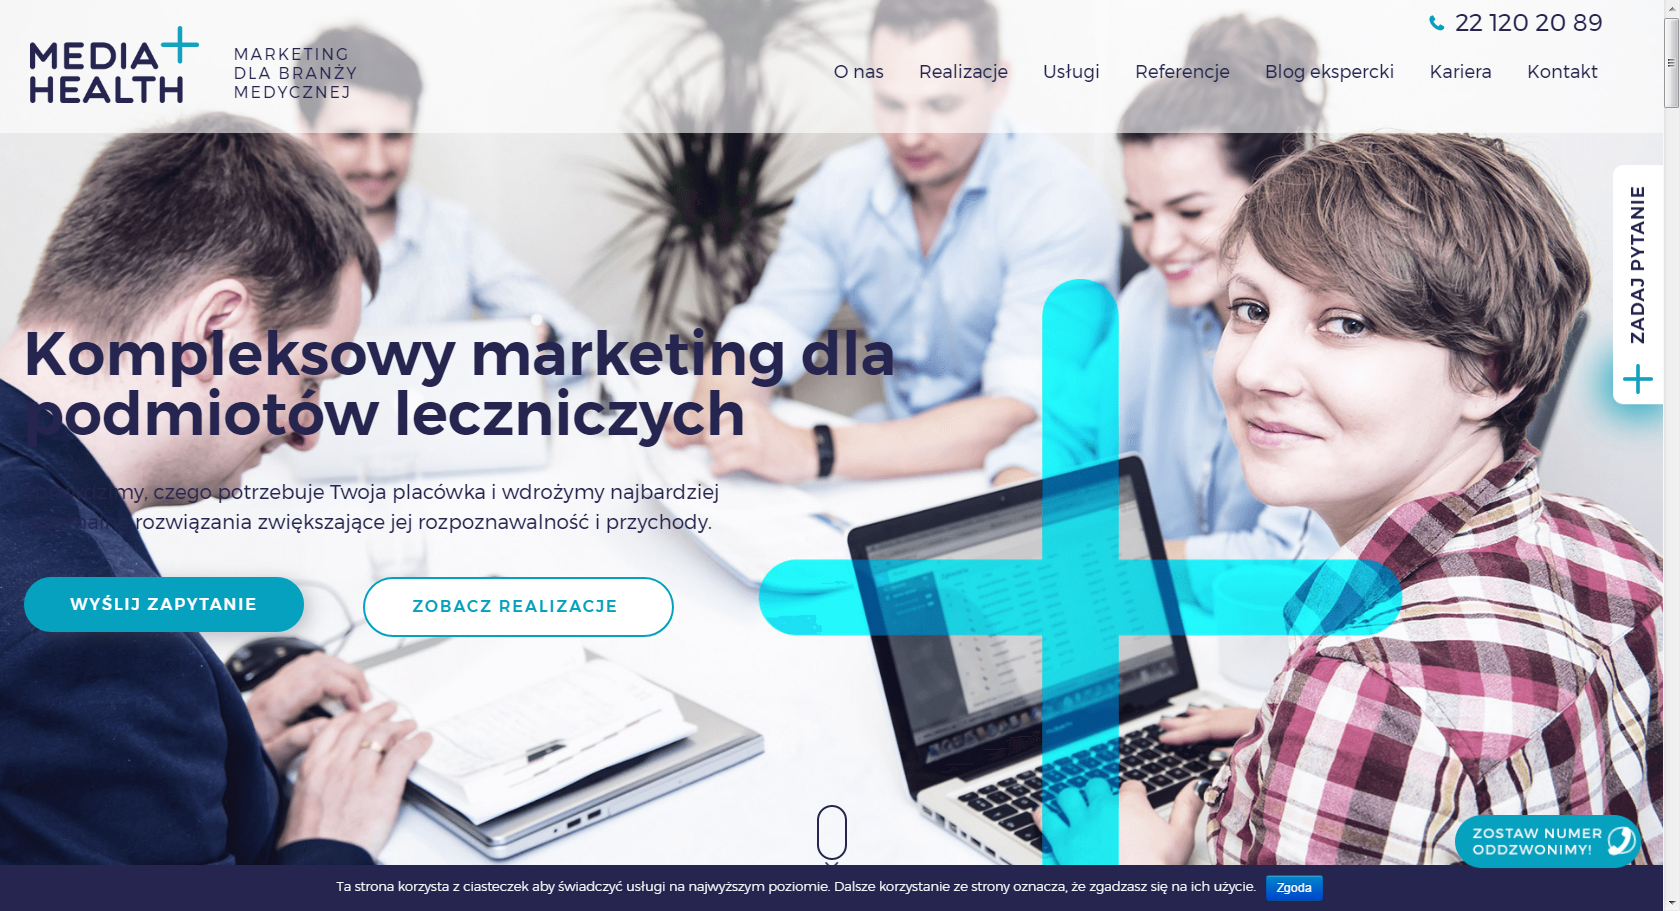 22 120 20 89
MEDIA
HEALTH
MARKETING
DLA BRANŻY
MEDYCZNEJ
O nas Realizacje Usługi Referencje Blog ekspercki Kariera Kontakt
ZADAJ PYTANIE
Kompleksowy marketing dla
podmiotów leczniczych
czego potrzebuje Twoja placówka i wdrożymy najbardziej
rozwiązania zwiększające jej rozpoznawalność i przychody.
WYŚLIJ ZAPYTANIE ZOBACZ REALIZACJE
ZOSTAW NUMER
ODDZWONIMY!
Ta strona korzysta z ciasteczek aby świadczyć usługi na najwyższym poziomie. Dalsze korzystanie ze strony oznacza, że zgadzasz się na ich użycie. Zgoda